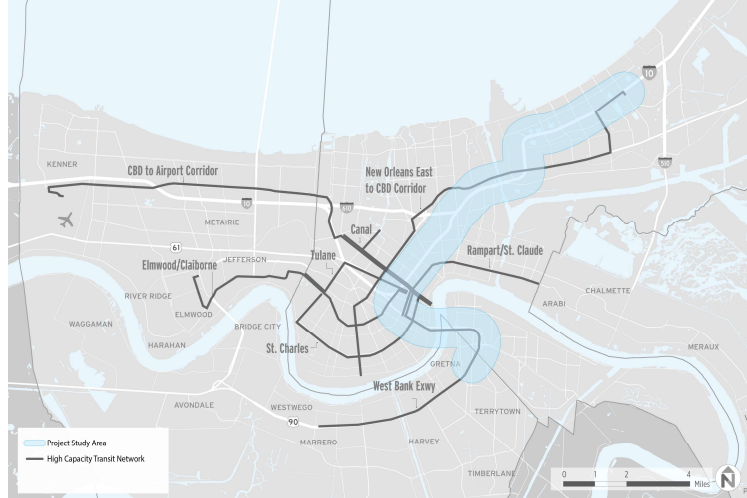 10
KENNER
CBD to Airport Corridor
New Orleans East
to CBD Corridor
510
10
610
METAIRIE
Canal
61
Elmwood/Claiborne
JEFFERSON
Tulane
Rampart/St. Claude
RIVER RIDGE
ELMWOOD
CHALMETTE
ARABI
WAGGAMAN
BRIDGE CITY
HARAHAN
St. Charles
MERAUX
GRETNA
West Bank Exwy
AVONDALE
WESTWEGO
TERRYTOWN
90
MARRERO
HARVEY
Project Study Area
High Capacity Transit Network
TIMBERLANE
0 1 2 4
Miles
N